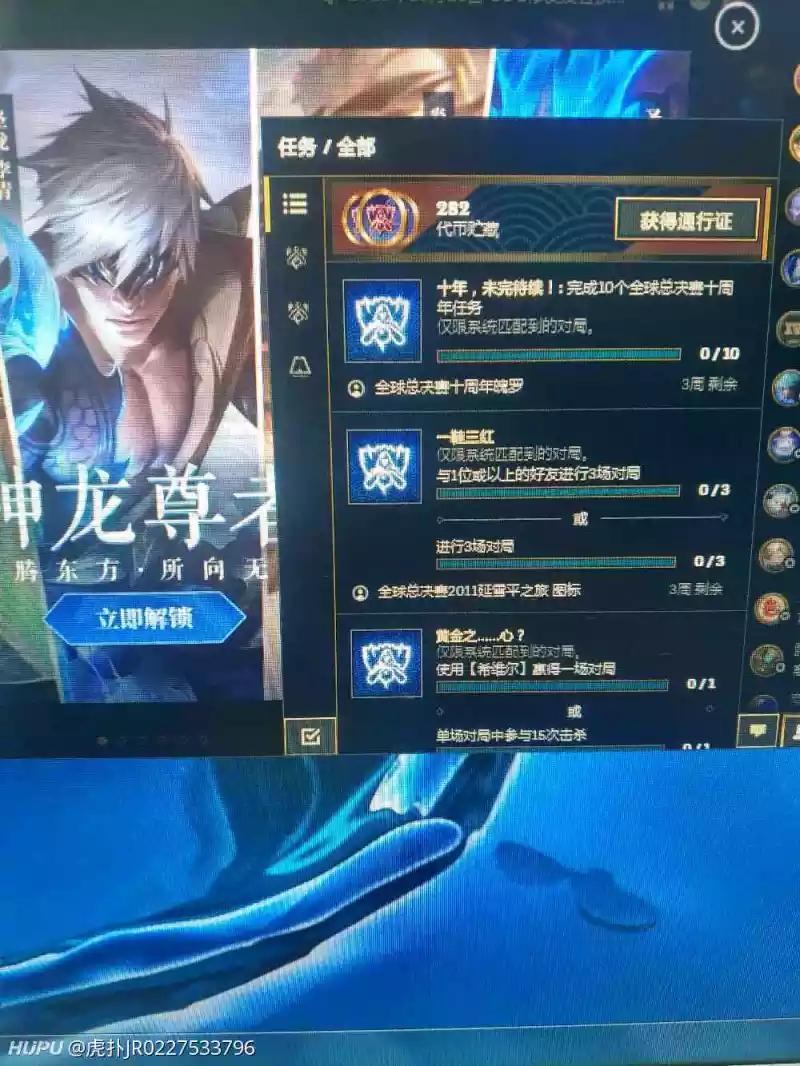 任务 / 全部
282
代币贮藏
获得通行证
十年，未完待续！: 完成10个全球总决赛十周
年任务
仅限系统匹配到的对局。
0/10
全球总决赛十周年魄罗
3周 剩余
一鞋三红
仅限系统匹配到的对局。
与1位或以上的好友进行3场对局
0/3
或
进行3场对局
0/3
全球总决赛2011延雪平之旅 图标
3周 剩余
黄金之......心？
仅限系统匹配到的对局。
使用【希维尔】赢得一场对局
0/1
或
单场对局中参与15次击杀
0/1
神龙尊者
腾东方·所向无
立即解锁
HUPU @虎扑JR0227533796